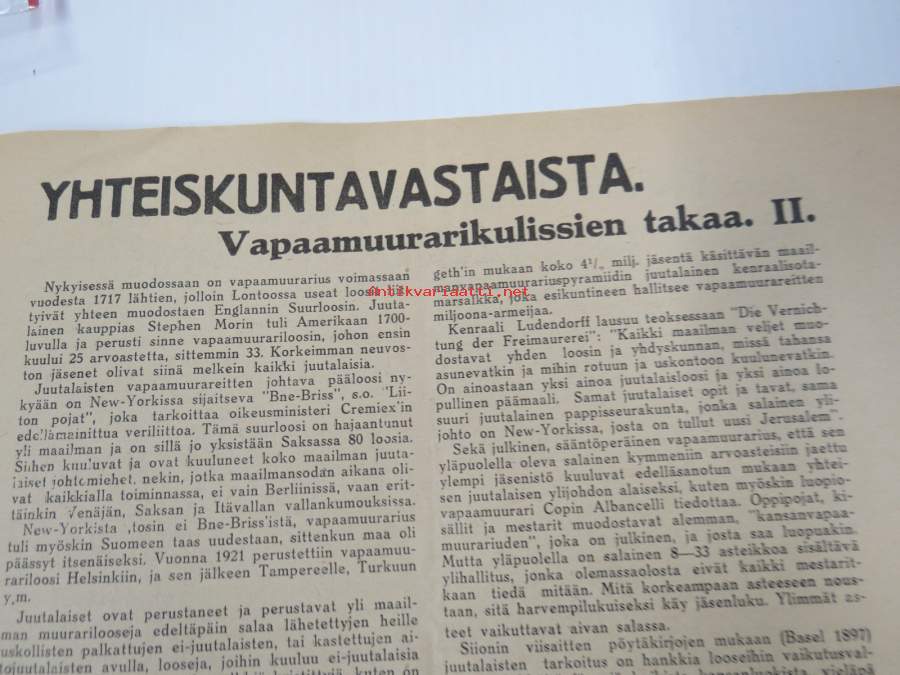 YHTEISKUNTAVASTAISTA.
Vapaamuurarikulissien takaa. II.
antikvariaatti.net
Nykyisessä muodossaan on vapaamuurarius voimassaan
vuodesta 1717 lähtien, jolloin Lontoossa useat loosit liit-
tyivät yhteen muodostaen Englannin Suurloosin. Juuta-
lainen kauppias Stephen Morin tuli Amerikaan 1700-
luvulla ja perusti sinne vapaamuurariloosin, johon ensin
kuului 25 arvoastetta, sittemmin 33. Korkeimman neuvos-
ton jäsenet olivat siinä melkein kaikki juutalaisia.
Juutalaisten vapaamuurareitten johtava pääloosi ny-
kyään on New-Yorkissa sijaitseva "Bne-Briss", s.o. "Lii-
ton pojat", joka tarkoittaa oikeusministeri Cremiex'in
edellämainittua veriliittoa. Tämä suurloosi on hajaantunut
yli maailman ja on sillä jo yksistään Saksassa 80 loosia.
Siihen kuuluvat ja ovat kuuluneet koko maailman juuta-
laiset johtomiehet, nekin, jotka maailmansodan aikana oli-
vat kaikkialla toiminnassa, ei vain Berliinissä, vaan erit-
täinkin Venäjän, Saksan ja Itävallan vallankumouksissa.
New-Yorkista, tosin ei Bne-Briss'istä, vapaamuurarius
tuli myöskin Suomeen taas uudestaan, sittenkun maa oli
päässyt itsenäiseksi. Vuonna 1921 perustettiin vapaamuu-
rariloosi Helsinkiin, ja sen jälkeen Tampereelle, Turkuun
y.m.
Juutalaiset ovat perustaneet ja perustavat yli maail-
man muurarilooseja edeltäpäin salaa lähetettyjen heille
uskollisten palkattujen ei-juutalaisten, tai kastettujen ai-
tojuutalaisten avulla, looseja, joihin kuuluu ei-juutalaisia
geth'in mukaan koko 4½ milj. jäsentä käsittävän maail-
manvapaamuurariuspyramiidin juutalainen kenraalisota-
marsalkka, joka esikuntineen hallitsee vapaamuurareitten
miljoona-armeijaa.
Kenraali Ludendorff lausuu teoksessaan "Die Vernich-
tung der Freimaurerei": "Kaikki maailman veljet muo-
dostavat yhden loosin ja yhdyskunnan, missä tahansa
asunevatkin ja mihin rotuun ja uskontoon kuulunevatkin.
On ainoastaan yksi ainoa juutalaisloosi ja yksi ainoa lo-
pullinen päämaali. Samat juutalaiset opit ja tavat, sama
suuri juutalainen pappisseurakunta, jonka salainen yli-
johto on New-Yorkissa, josta on tullut uusi Jerusalem".
Sekä julkinen, sääntöperäinen vapaamuurarius, että sen
yläpuolella oleva salainen kymmeniin arvoasteisiin jaettu
ylempi jäsenistö kuuluvat edelläsanotun mukaan yhtei-
sen juutalaisen ylijohdon alaiseksi, kuten myöskin luopio-
vapaamuurari Copin Albancelli tiedottaa. Oppipojat, ki-
sällit ja mestarit muodostavat alemman, "kansanvapaa-
muurariuden", joka on julkinen, ja josta saa luopuakin.
Mutta yläpuolella on salainen 8—33 asteikkoa sisältävä
ylihallitus, jonka olemassaolosta eivät kaikki mestarit-
kaan tiedä mitään. Mitä korkeampaan asteeseen nous-
taan, sitä harvempilukuiseksi käy jäsenluku. Ylimmät as-
teet vaikuttavat aivan salassa.
Siionin viisaitten pöytäkirjojen mukaan (Basel 1897)
juutalaisten tarkoitus on hankkia looseihin vaikutusval-